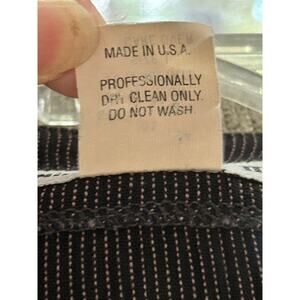 MADE IN U.S.A.
PROFESSIONALLY
DRY CLEAN ONLY.
DO NOT WASH.